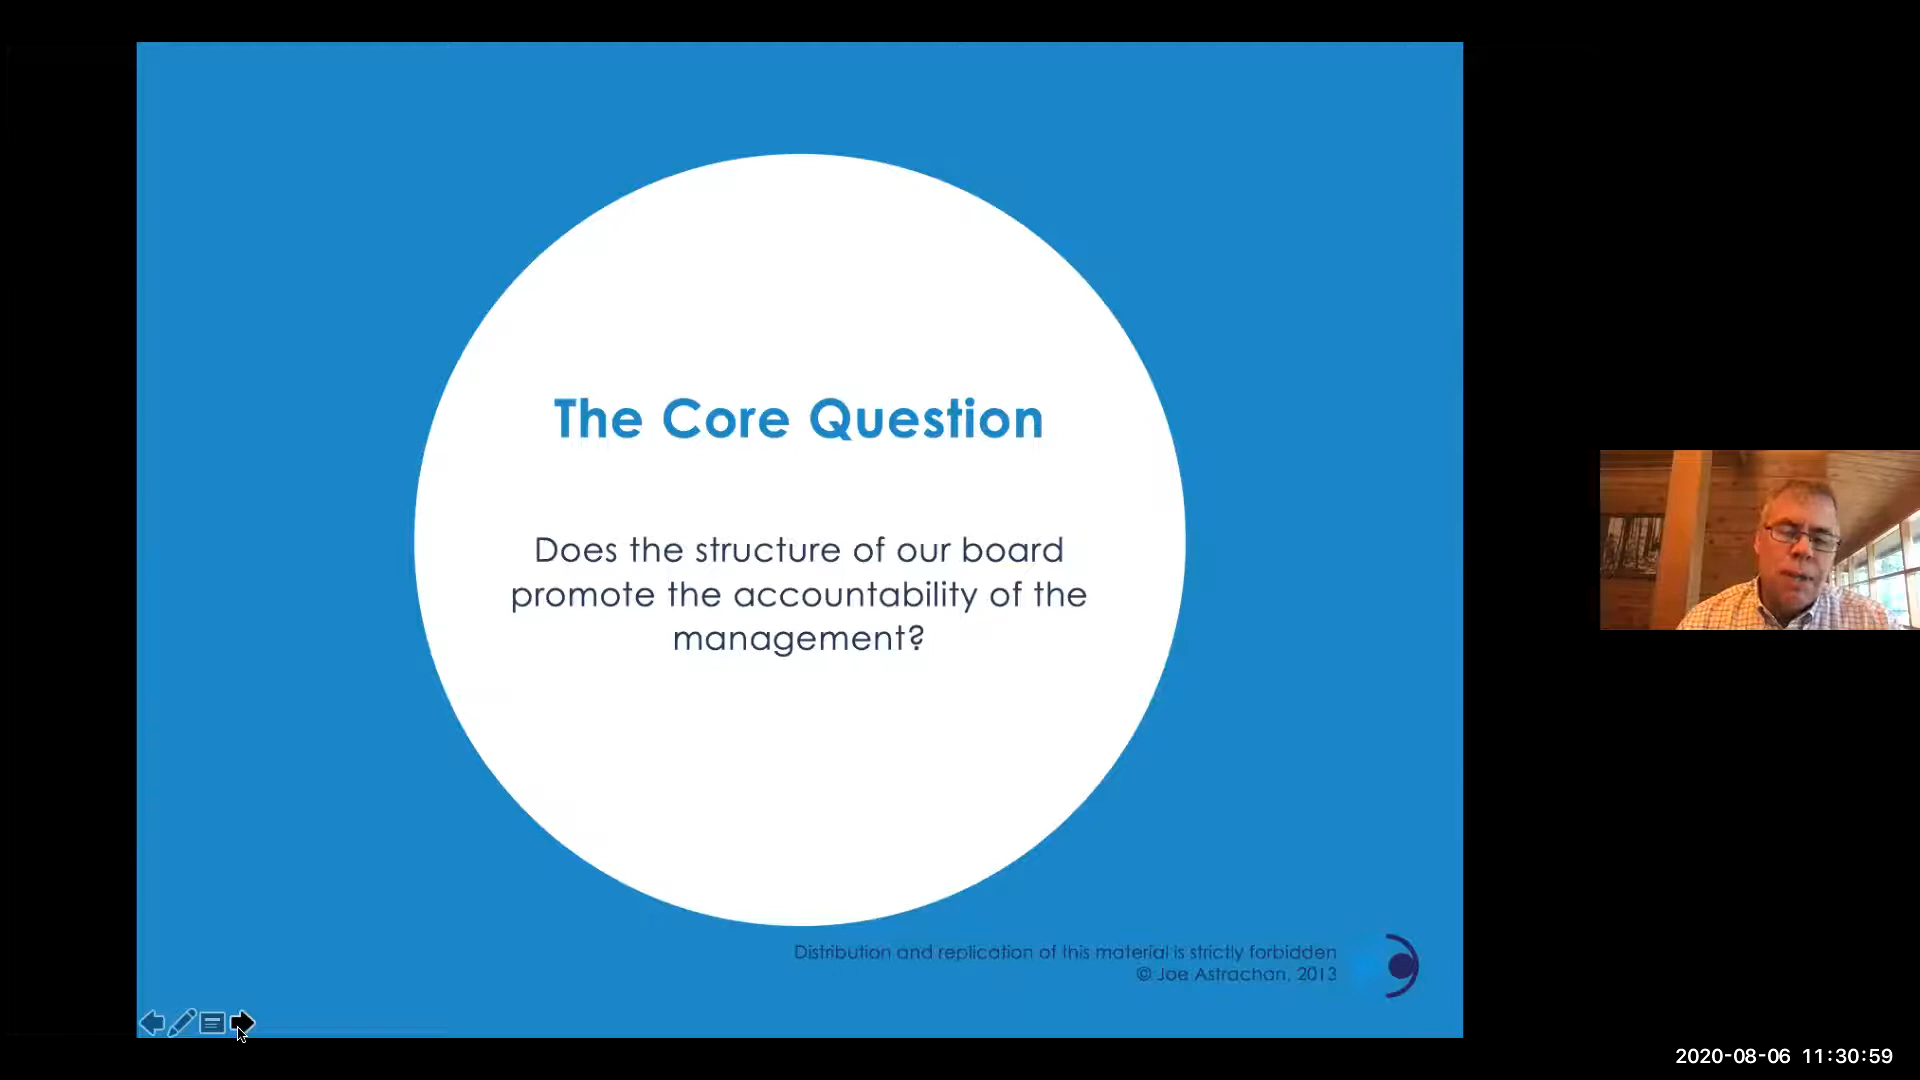 The Core Question
Does the structure of our board
promote the accountability of the
management?
Distribution and replication of this material is strictly forbidden
© Joe Astrachan, 2013
2020-08-06 11:30:59